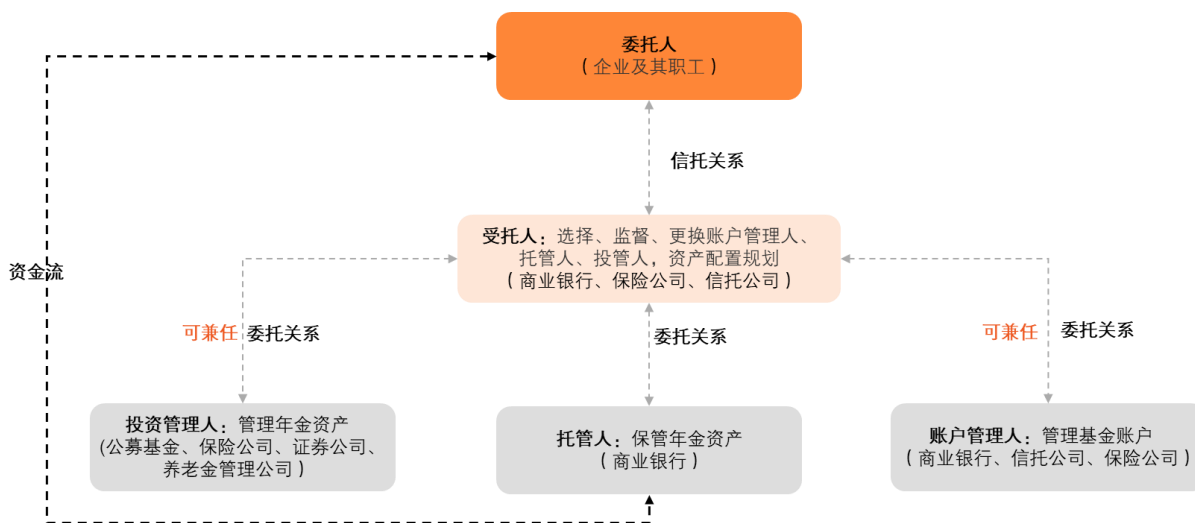 委托人
（企业及其职工）
信托关系
受托人：选择、监督、更换账户管理人、
托管人、投管人，资产配置规划
（商业银行、保险公司、信托公司）
资金流
可兼任 委托关系
委托关系
可兼任 委托关系
投资管理人：管理年金资产
(公募基金、保险公司、证券公司、
养老金管理公司）
托管人：保管年金资产
（商业银行）
账户管理人：管理基金账户
（商业银行、信托公司、保险公司）